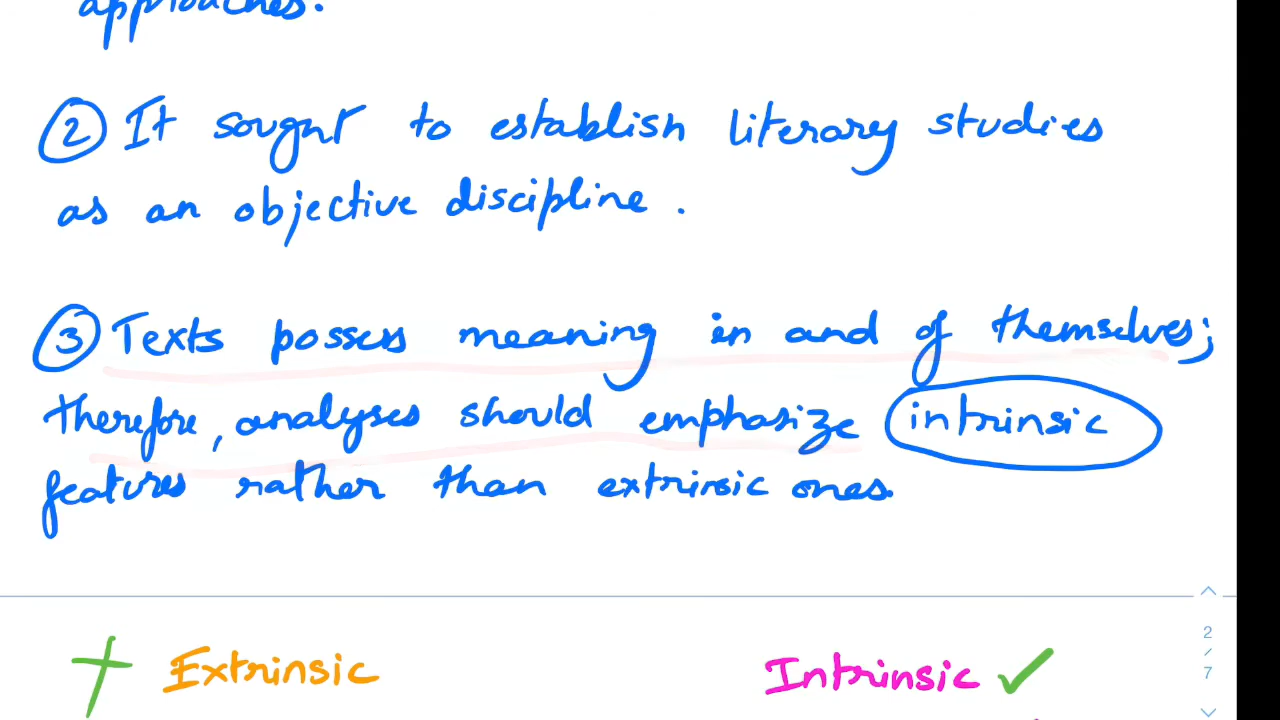 approaches.
2 It sought to establish literary studies
as an objective discipline.
3 Texts possess meaning in and of themselves;
therefore, analyses should emphasize intrinsic
features rather than extrinsic ones.
Extrinsic Intrinsic
2
/
7